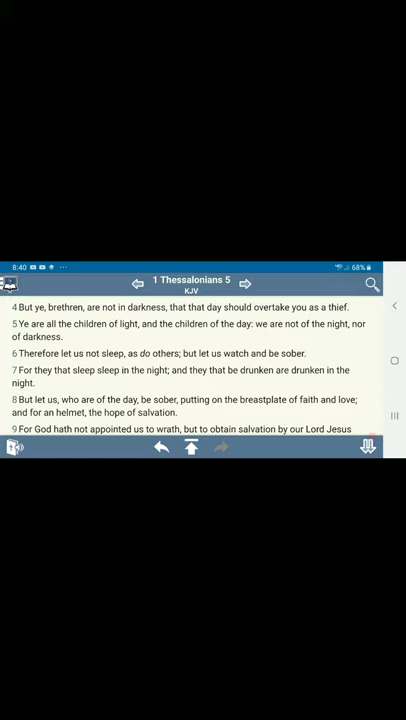 8:40
68%
1 Thessalonians 5
KJV
4 But ye, brethren, are not in darkness, that that day should overtake you as a thief.
5 Ye are all the children of light, and the children of the day: we are not of the night, nor
of darkness.
6 Therefore let us not sleep, as do others; but let us watch and be sober.
7 For they that sleep sleep in the night; and they that be drunken are drunken in the
night.
8 But let us, who are of the day, be sober, putting on the breastplate of faith and love;
and for an helmet, the hope of salvation.
9 For God hath not appointed us to wrath, but to obtain salvation by our Lord Jesus